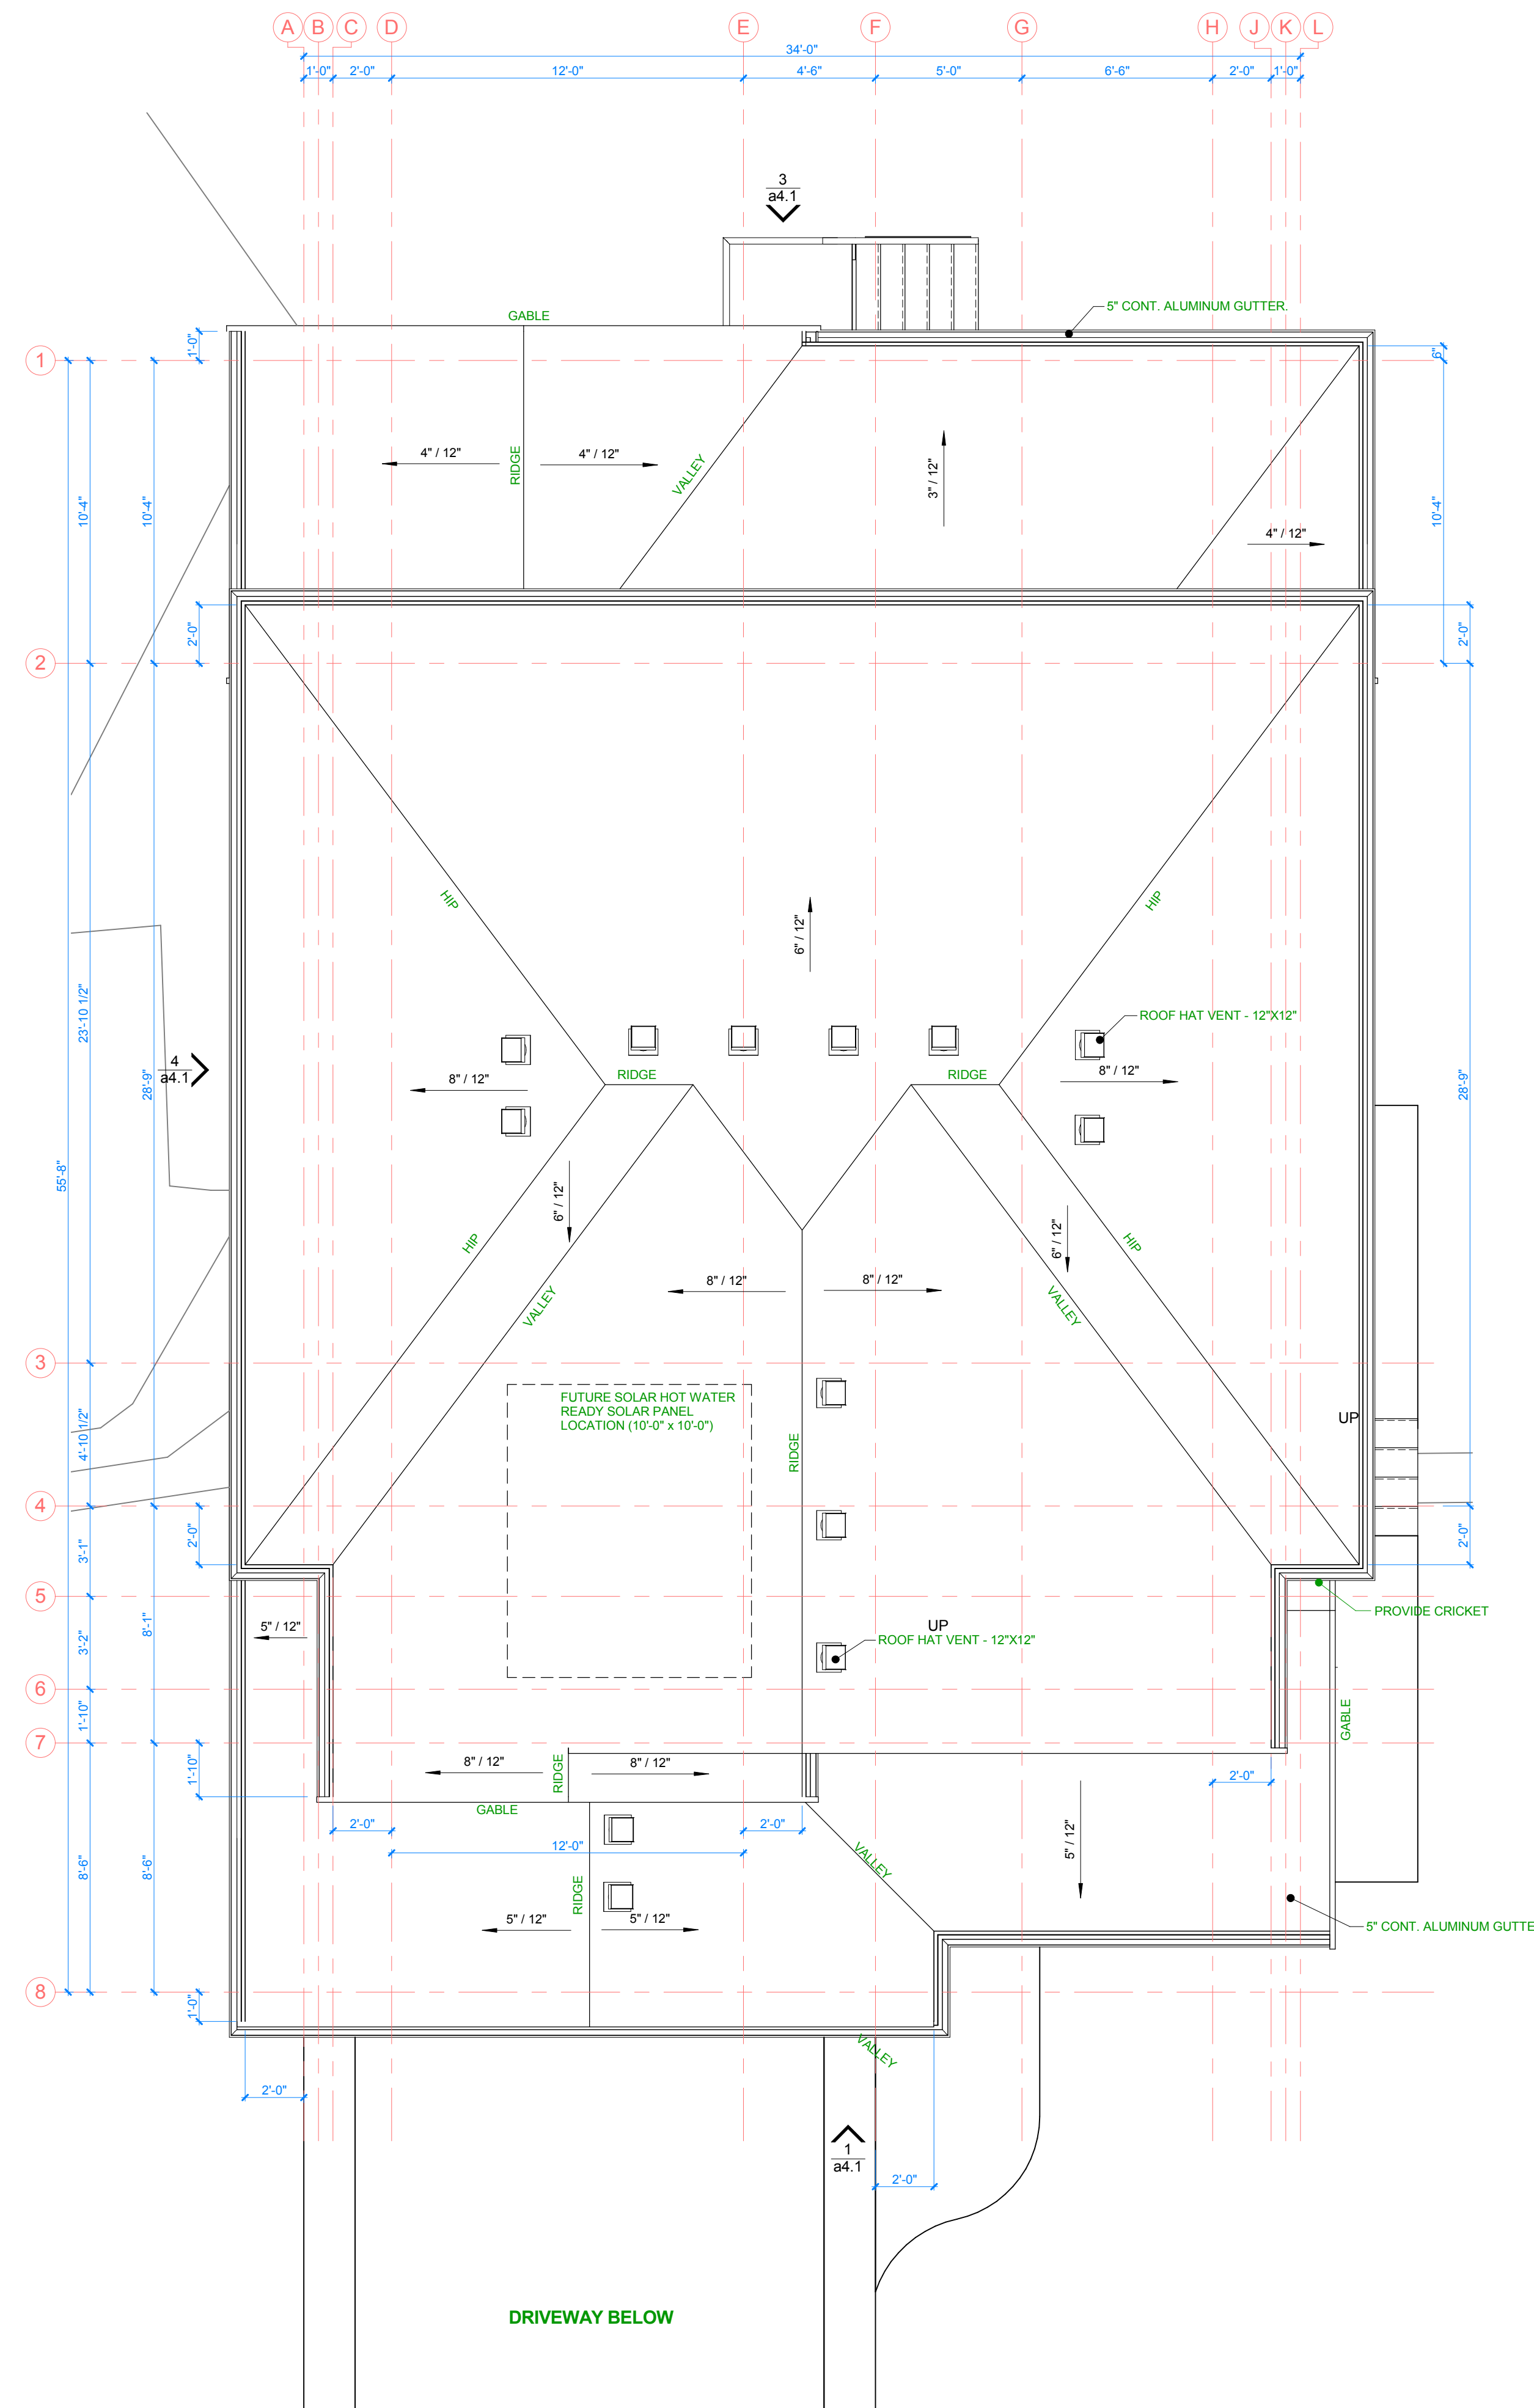 A B C D E F G H J K L
34'-0"
1'-0" 2'-0" 12'-0" 4'-6" 5'-0" 6'-6" 2'-0" 1'-0"
3
a4.1
GABLE
5" CONT. ALUMINUM GUTTER.
1'-0"
1
6"
4" / 12"
RIDGE
4" / 12"
VALLEY
3" / 12"
4" / 12"
10'-4"
10'-4"
10'-4"
2'-0"
2'-0"
2
HIP
HIP
6" / 12"
23'-10 1/2"
28'-9"
28'-9"
55'-8"
4
a4.1
ROOF HAT VENT - 12"X12"
8" / 12"
RIDGE
RIDGE
8" / 12"
6" / 12"
6" / 12"
HIP
HIP
VALLEY
VALLEY
8" / 12"
8" / 12"
3
FUTURE SOLAR HOT WATER
READY SOLAR PANEL
LOCATION (10'-0" x 10'-0")
RIDGE
UP
4'-10 1/2"
4
2'-0"
2'-0"
3'-1"
5
5" / 12"
8'-1"
3'-2"
UP
ROOF HAT VENT - 12"X12"
PROVIDE CRICKET
6
1'-10"
GABLE
7
1'-10"
8" / 12"
RIDGE
8" / 12"
2'-0"
GABLE
2'-0"
12'-0"
2'-0"
VALLEY
5" / 12"
8'-6"
8'-6"
RIDGE
5" / 12"
5" / 12"
5" CONT. ALUMINUM GUTTE
8
1'-0"
VALLEY
2'-0"
1
a4.1
2'-0"
DRIVEWAY BELOW